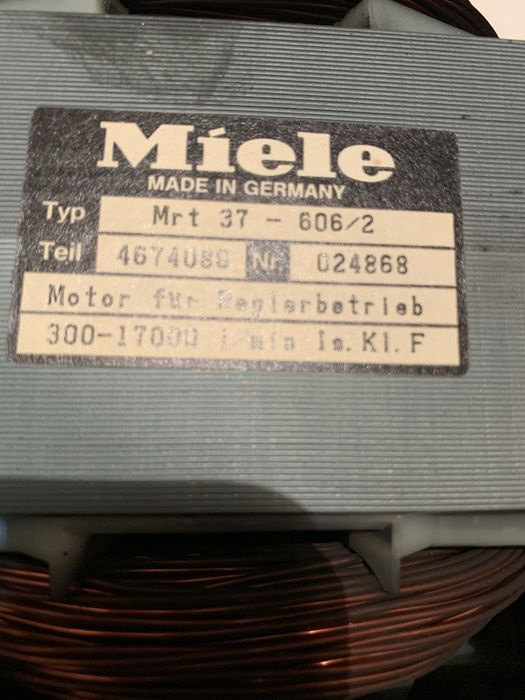 Miele
MADE IN GERMANY
Typ Mrt 37 - 606/2
Teil 4674089 Nr. 024868
Motor für Reglerbetrieb
300-17000 1/min Is.Kl.F